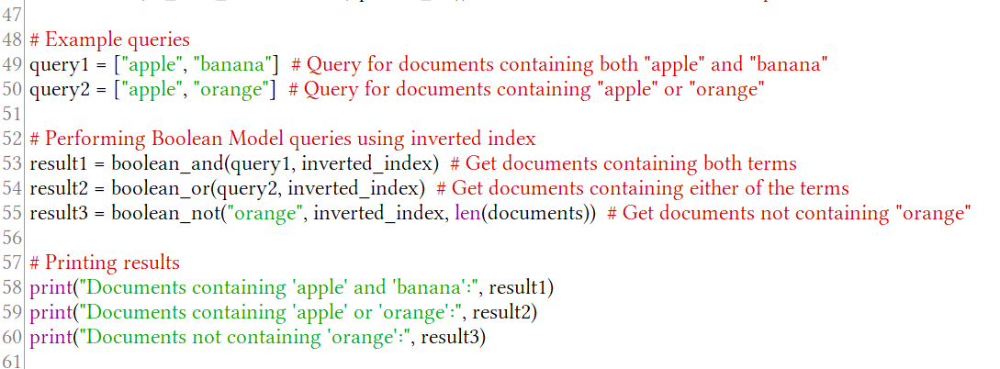 47
48 # Example queries
49 query1 = ["apple", "banana"]  # Query for documents containing both "apple" and "banana"
50 query2 = ["apple", "orange"]  # Query for documents containing "apple" or "orange"
51
52 # Performing Boolean Model queries using inverted index
53 result1 = boolean_and(query1, inverted_index)  # Get documents containing both terms
54 result2 = boolean_or(query2, inverted_index)  # Get documents containing either of the terms
55 result3 = boolean_not("orange", inverted_index, len(documents))  # Get documents not containing "orange"
56
57 # Printing results
58 print("Documents containing 'apple' and 'banana':", result1)
59 print("Documents containing 'apple' or 'orange':", result2)
60 print("Documents not containing 'orange':", result3)
61